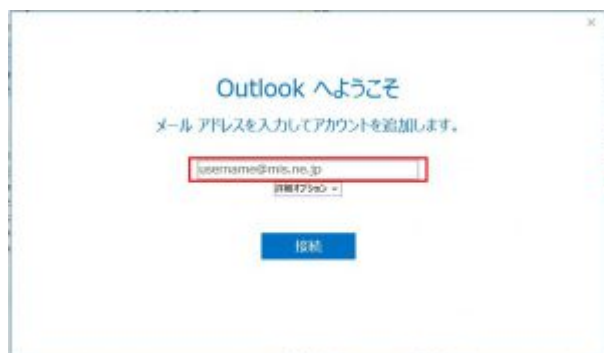 Outlook へようこそ
メール アドレスを入力してアカウントを追加します。
username@mis.ne.jp
詳細オプション
接続